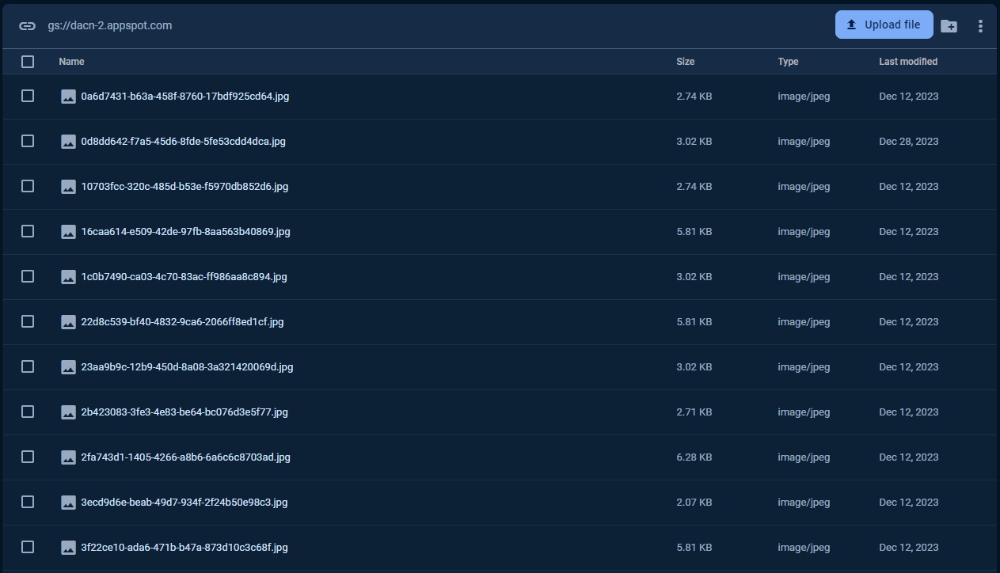 gs://dacn-2.appspot.com Upload file
Name Size Type Last modified
0a6d7431-b63a-458f-8760-17bdf925cd64.jpg 2.74 KB image/jpeg Dec 12, 2023
0d8dd642-f7a5-45d6-8fde-5fe53cdd4dca.jpg 3.02 KB image/jpeg Dec 28, 2023
10703fcc-320c-485d-b53e-f5970db852d6.jpg 2.74 KB image/jpeg Dec 12, 2023
16caa614-e509-42de-97fb-8aa563b40869.jpg 5.81 KB image/jpeg Dec 12, 2023
1c0b7490-ca03-4c70-83ac-ff986aa8c894.jpg 3.02 KB image/jpeg Dec 12, 2023
22d8c539-bf40-4832-9ca6-2066ff8ed1cf.jpg 5.81 KB image/jpeg Dec 12, 2023
23aa9b9c-12b9-450d-8a08-3a321420069d.jpg 3.02 KB image/jpeg Dec 12, 2023
2b423083-3fe3-4e83-be64-bc076d3e5f77.jpg 2.71 KB image/jpeg Dec 12, 2023
2fa743d1-1405-4266-a8b6-6a6c6c8703ad.jpg 6.28 KB image/jpeg Dec 12, 2023
3ecd9d6e-beab-49d7-934f-2f24b50e98c3.jpg 2.07 KB image/jpeg Dec 12, 2023
3f22ce10-ada6-471b-b47a-873d10c3c68f.jpg 5.81 KB image/jpeg Dec 12, 2023